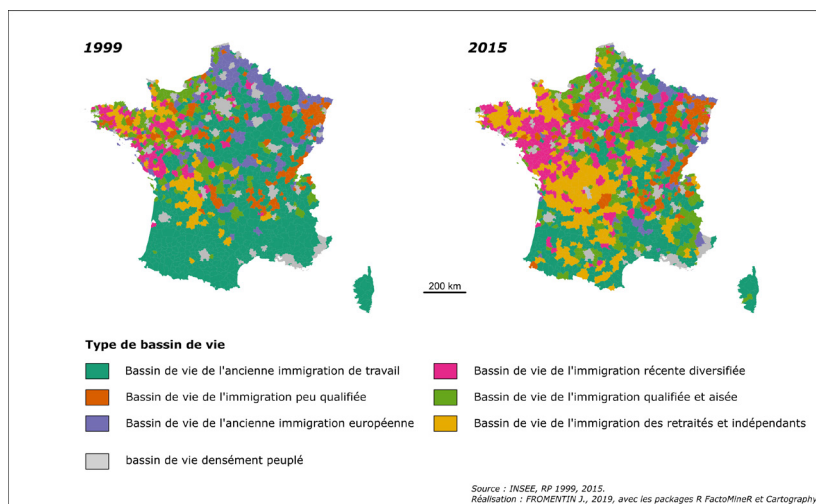 1999
2015
200 km
Type de bassin de vie
Bassin de vie de l'ancienne immigration de travail
Bassin de vie de l'immigration peu qualifiée
Bassin de vie de l'ancienne immigration européenne
bassin de vie densément peuplé
Bassin de vie de l'immigration récente diversifiée
Bassin de vie de l'immigration qualifiée et aisée
Bassin de vie de l'immigration des retraités et indépendants
Source : INSEE, RP 1999, 2015.
Réalisation : FROMENTIN J., 2019, avec les packages R FactoMineR et Cartography